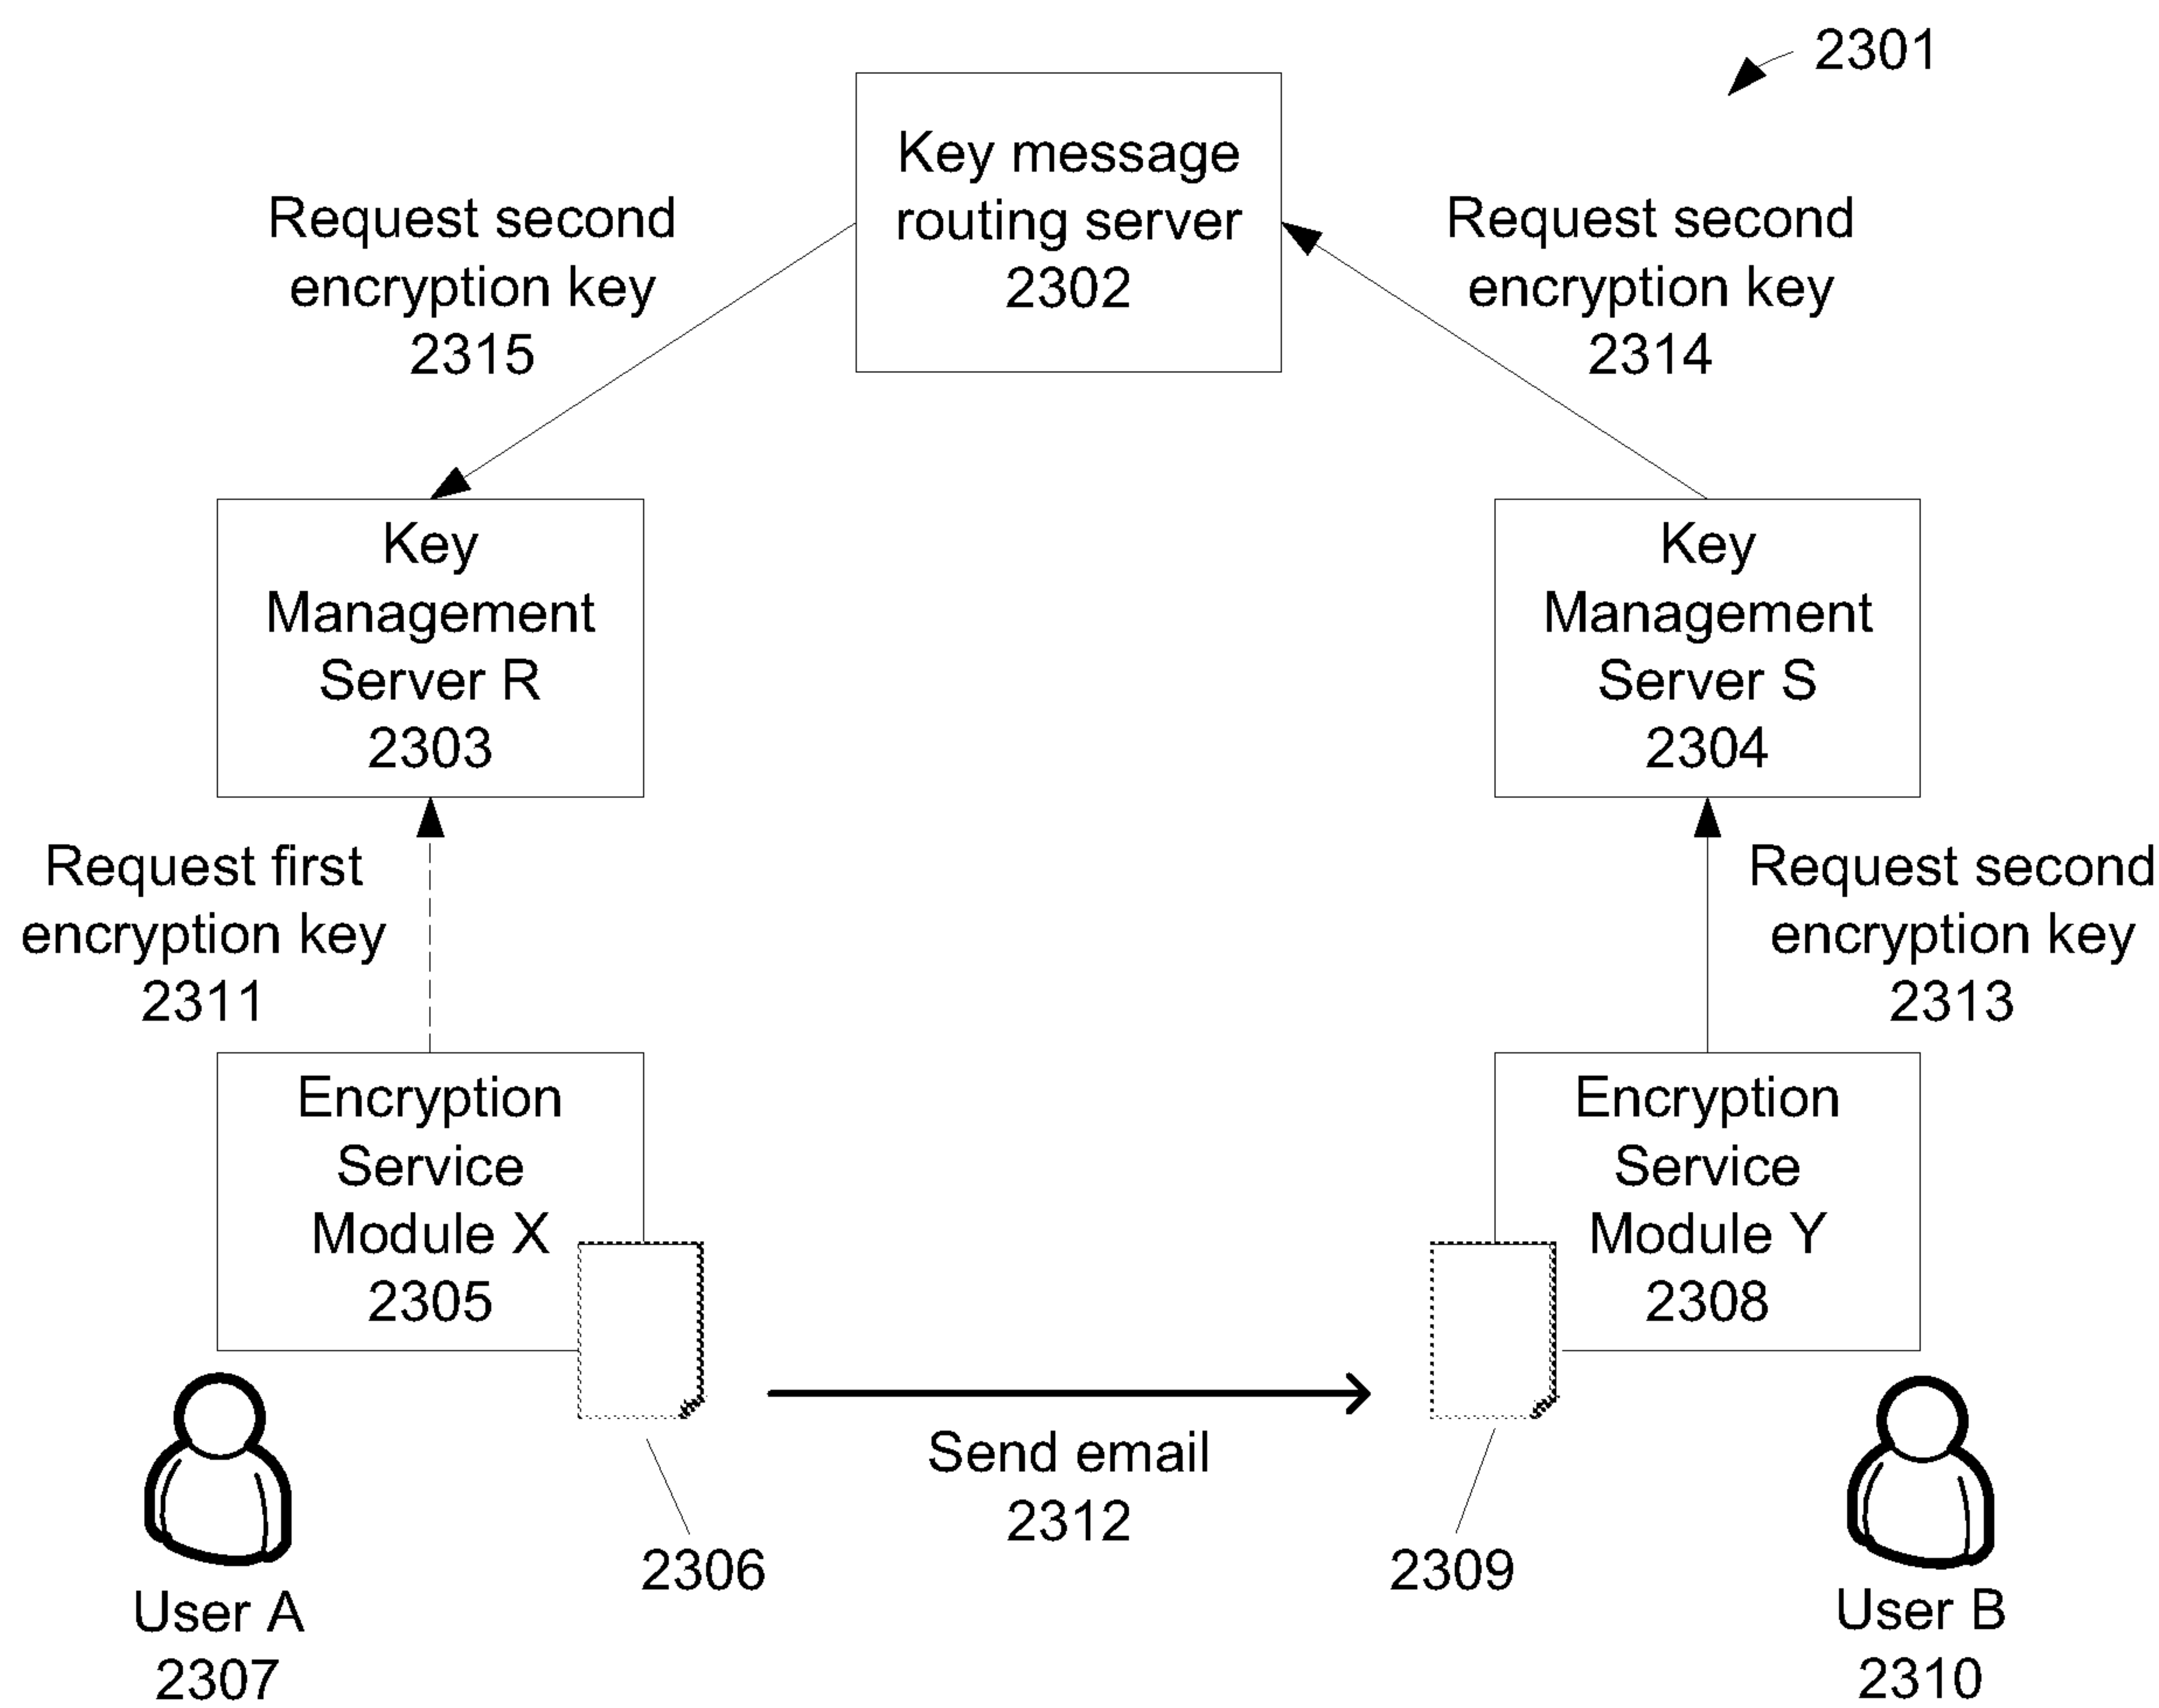 2301
Key message
routing server
2302
Request second
encryption key
2315
Request second
encryption key
2314
Key
Management
Server R
2303
Key
Management
Server S
2304
Request first
encryption key
2311
Request second
encryption key
2313
Encryption
Service
Module X
2305
Encryption
Service
Module Y
2308
Send email
2312
2306
2309
User A
2307
User B
2310